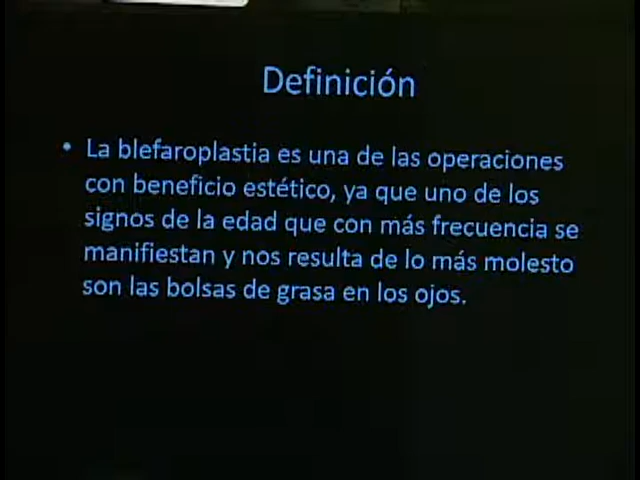 Definición
• La blefaroplastia es una de las operaciones
con beneficio estético, ya que uno de los
signos de la edad que con más frecuencia se
manifiestan y nos resulta de lo más molesto
son las bolsas de grasa en los ojos.